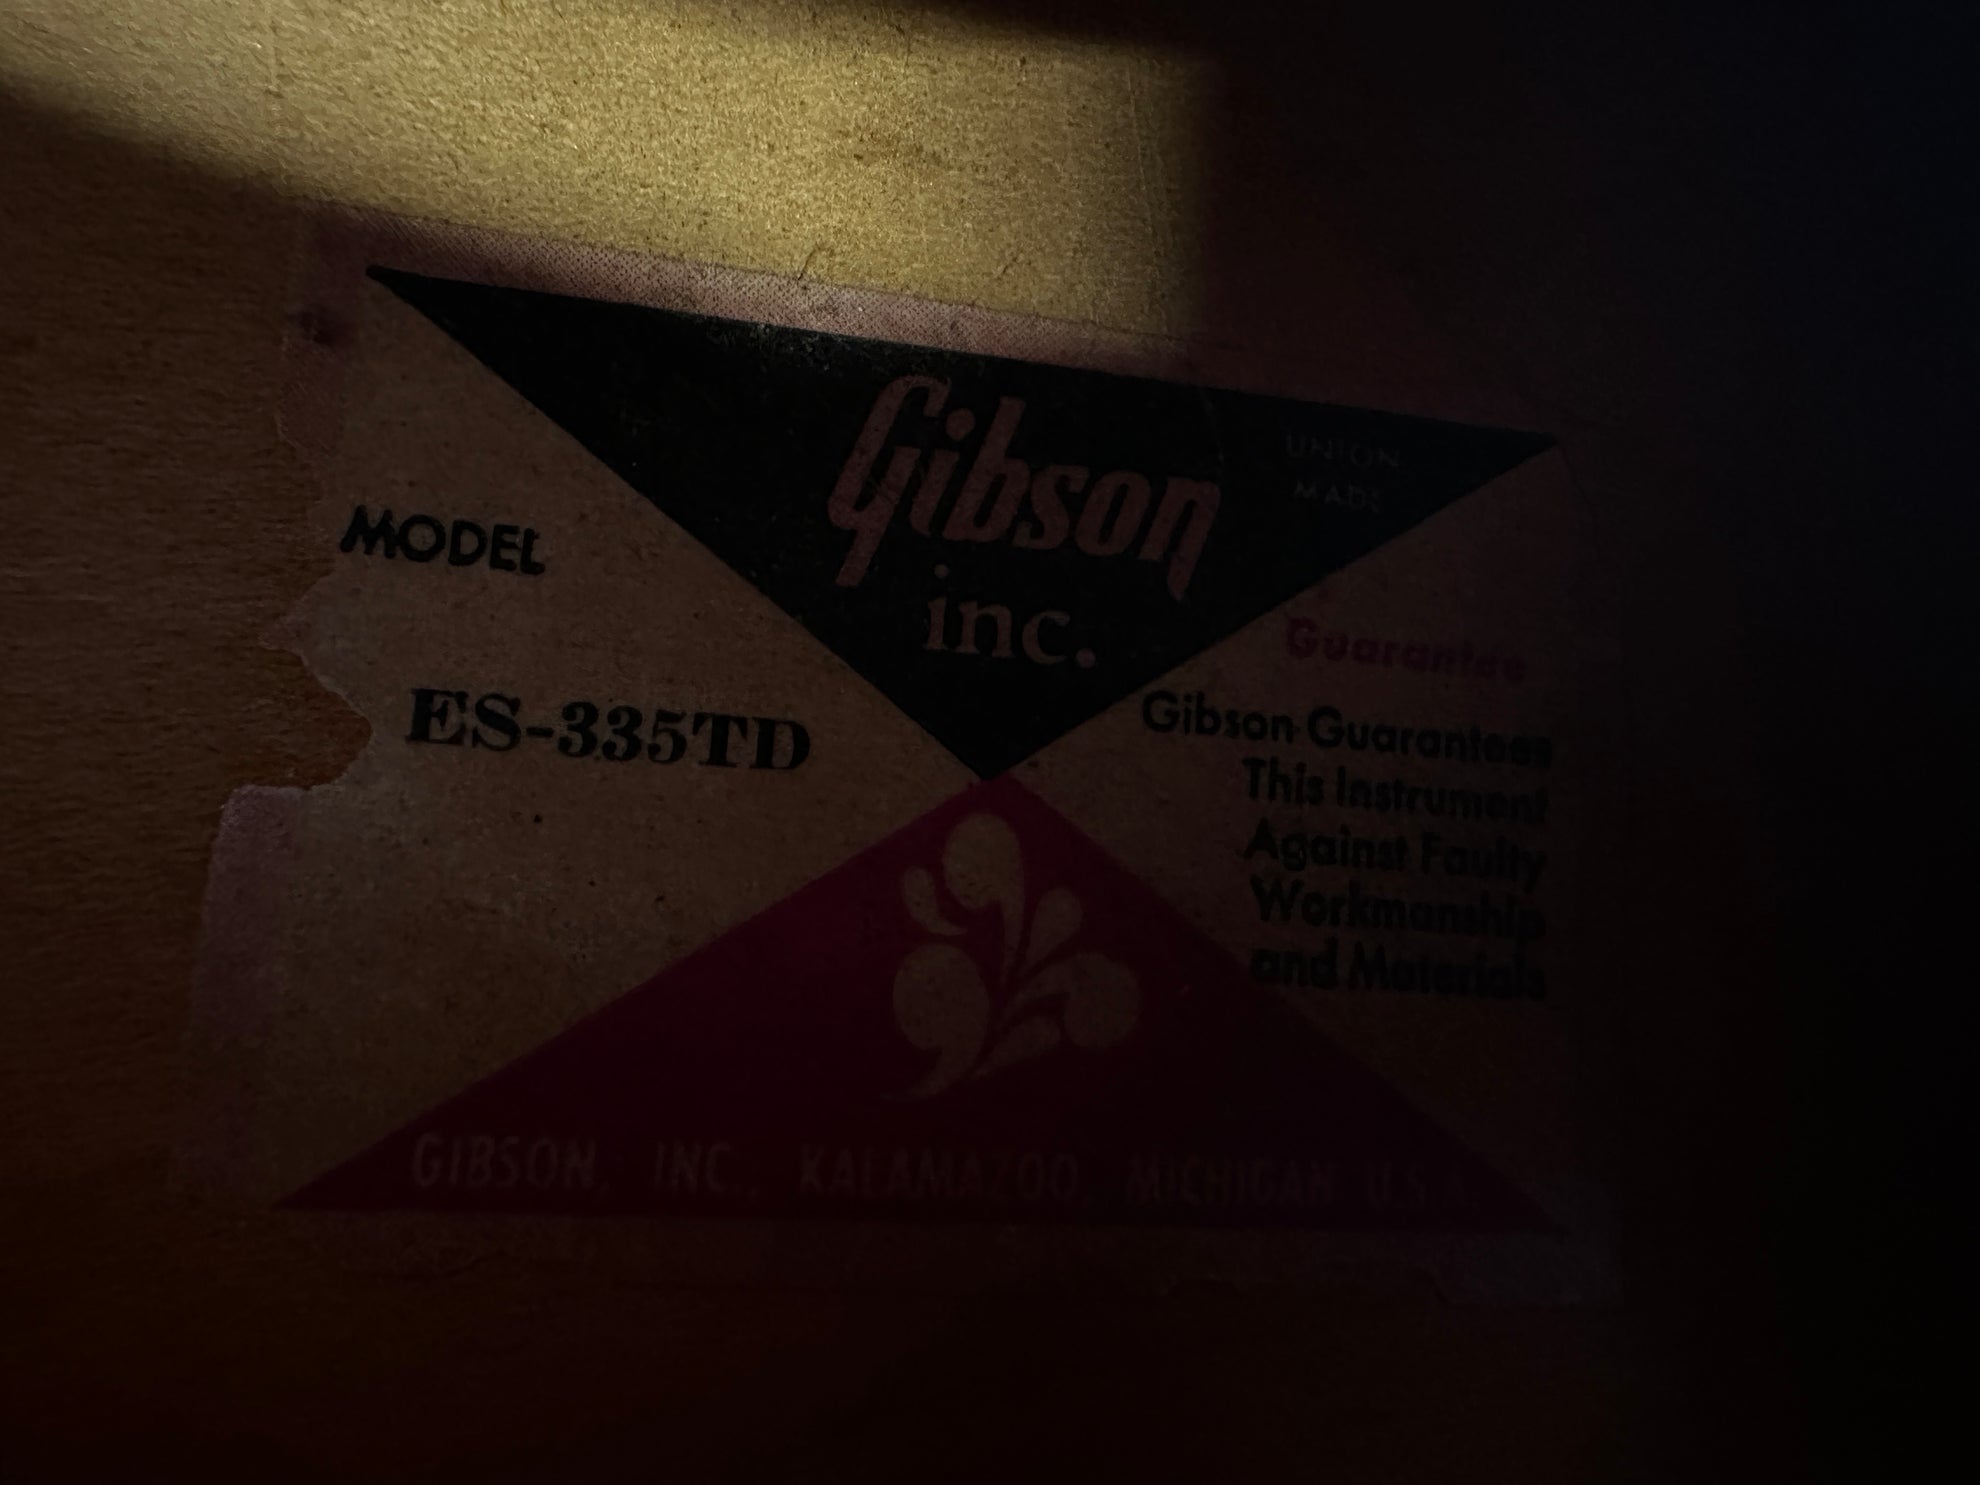 Gibson
inc.
UNION
MADE
MODEL
ES-335TD
Guarantee
Gibson Guarantees
This Instrument
Against Faulty
Workmanship
and Materials
GIBSON, INC., KALAMAZOO, MICHIGAN U.S.A.